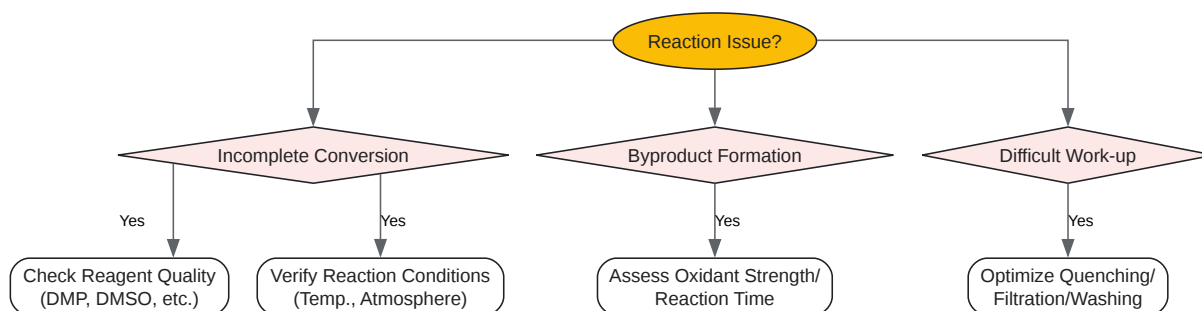 Reaction Issue?
Incomplete Conversion
Byproduct Formation
Difficult Work-up
Yes
Yes
Yes
Yes
Check Reagent Quality
(DMP, DMSO, etc.)
Verify Reaction Conditions
(Temp., Atmosphere)
Assess Oxidant Strength/
Reaction Time
Optimize Quenching/
Filtration/Washing